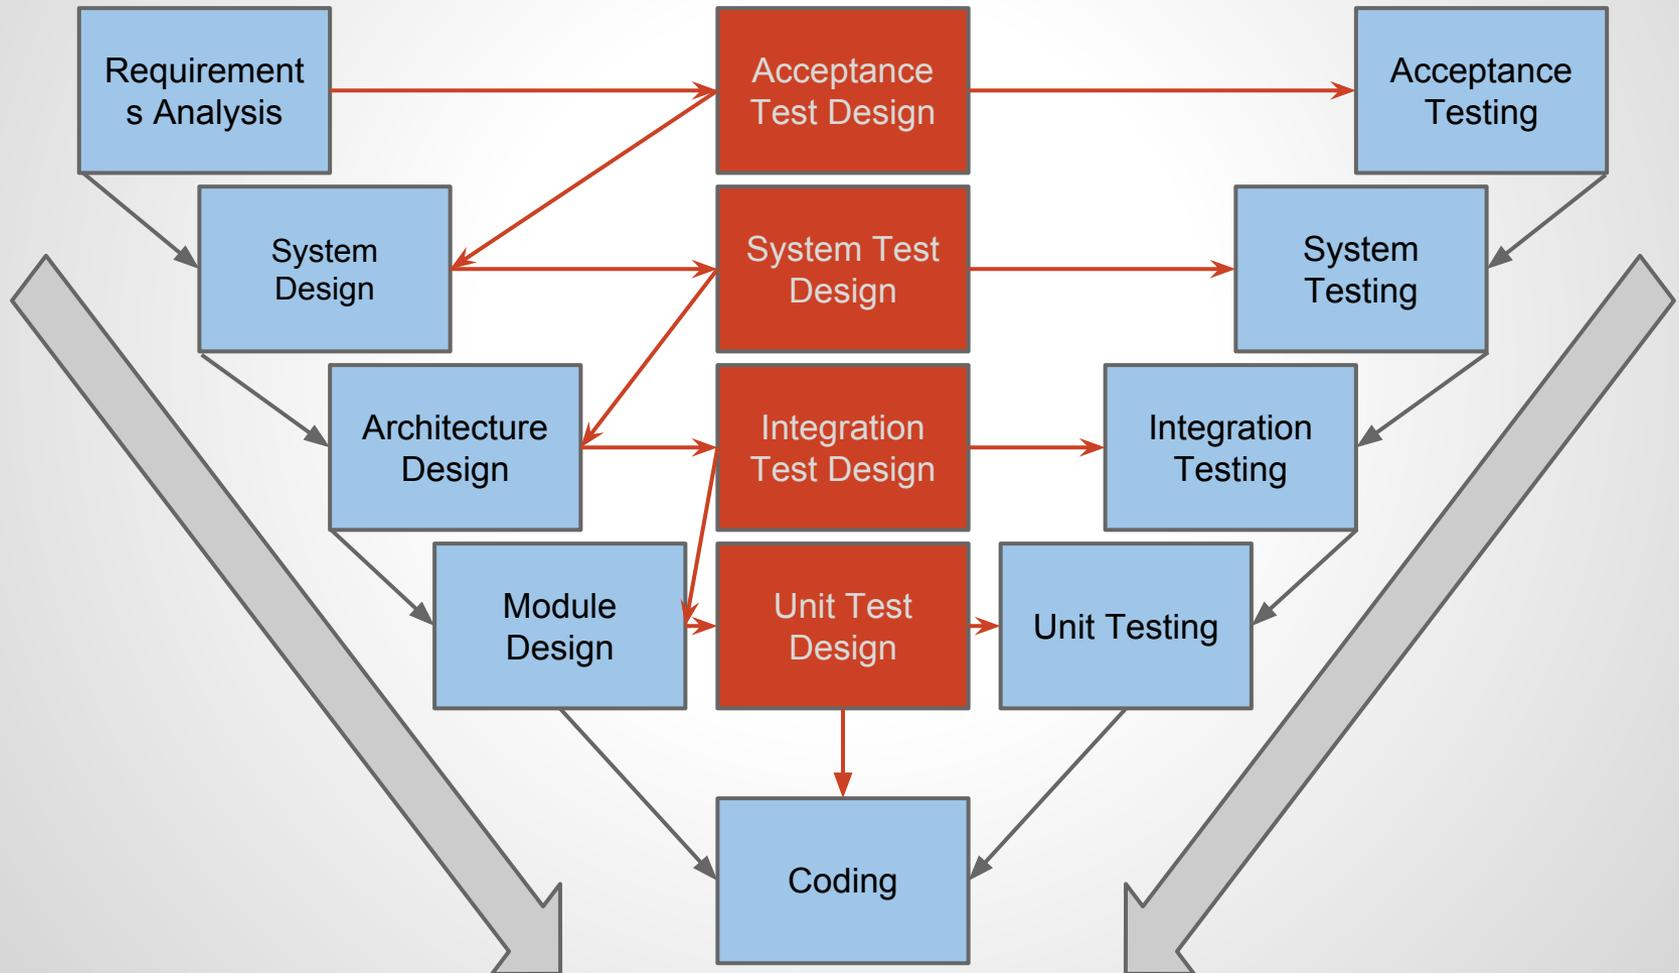 Requirement
s Analysis
Acceptance
Test Design
Acceptance
Testing
System
Design
System Test
Design
System
Testing
Architecture
Design
Integration
Test Design
Integration
Testing
Module
Design
Unit Test
Design
Unit Testing
Coding